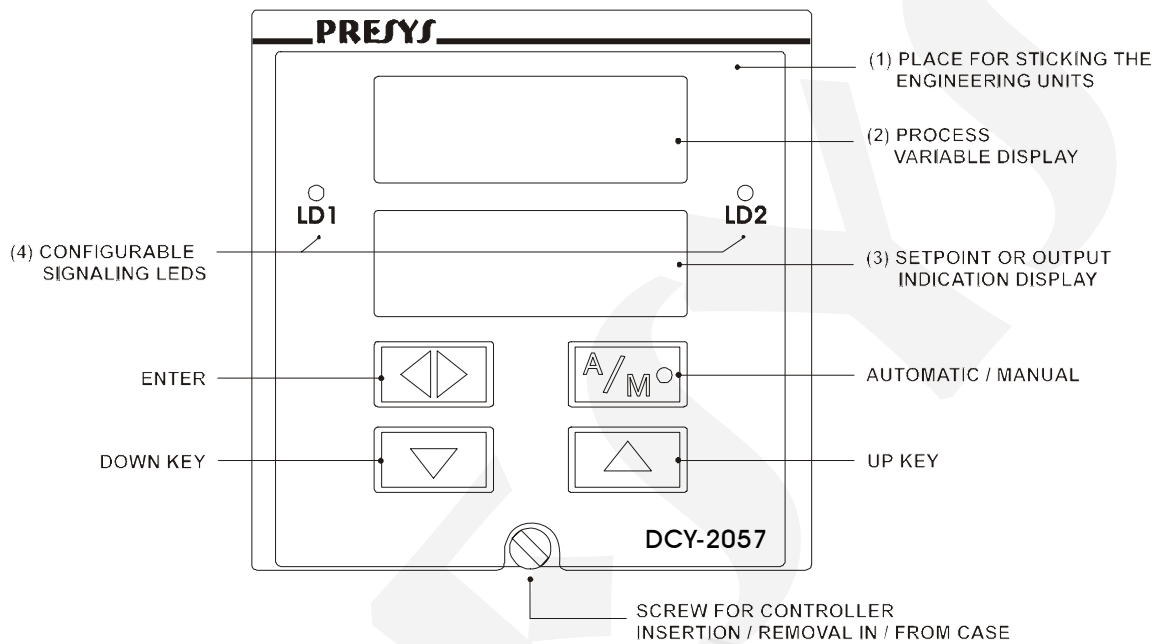 PRESYS
(1) PLACE FOR STICKING THE
ENGINEERING UNITS
(2) PROCESS
VARIABLE DISPLAY
LD1
LD2
(4) CONFIGURABLE
SIGNALING LEDS
(3) SETPOINT OR OUTPUT
INDICATION DISPLAY
ENTER
A/M
AUTOMATIC / MANUAL
DOWN KEY
UP KEY
DCY-2057
SCREW FOR CONTROLLER
INSERTION / REMOVAL IN / FROM CASE